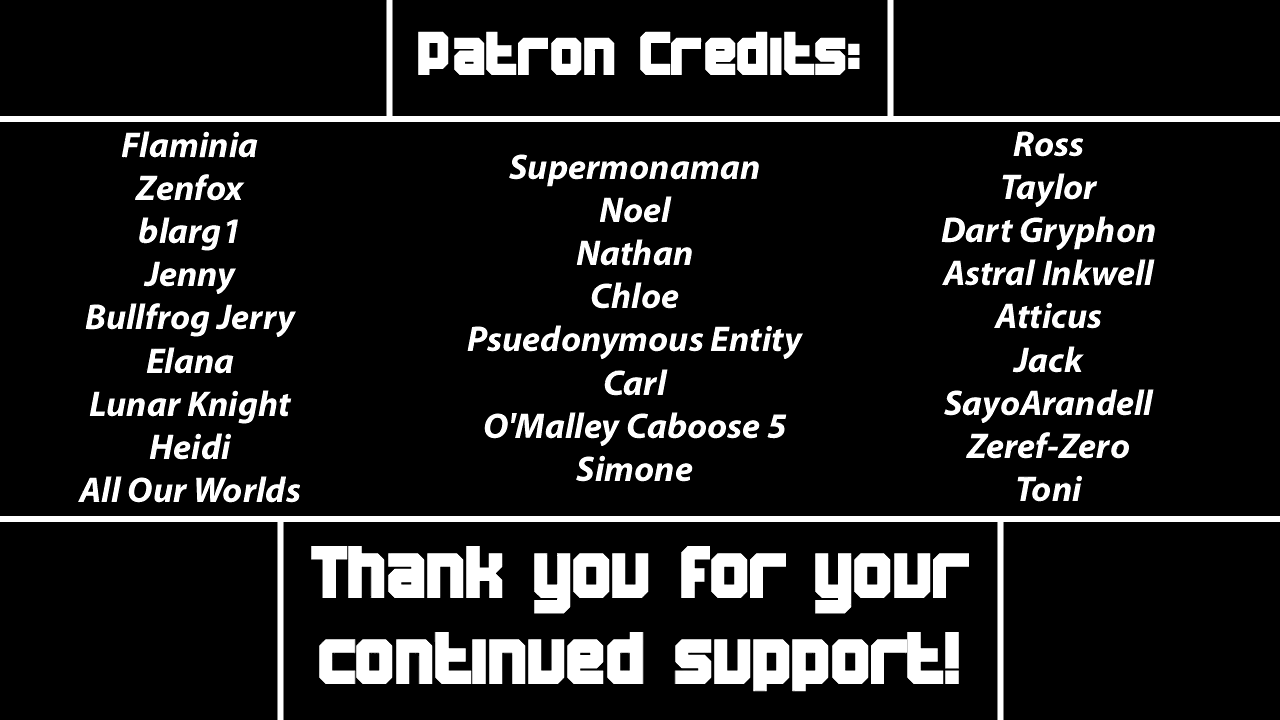 Patron Credits:
Flaminia
Zenfox
blarg1
Jenny
Bullfrog Jerry
Elana
Lunar Knight
Heidi
All Our Worlds
Supermonaman
Noel
Nathan
Chloe
Psuedonymous Entity
Carl
O'Malley Caboose 5
Simone
Ross
Taylor
Dart Gryphon
Astral Inkwell
Atticus
Jack
SayoArandell
Zeref-Zero
Toni
Thank you for your
continued support!